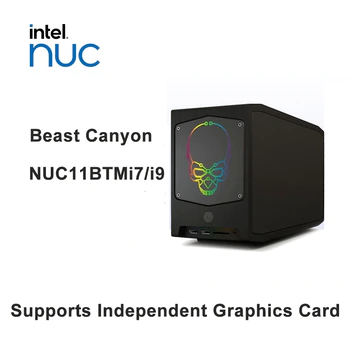 intel.
nuc
Beast Canyon
NUC11BTMi7/i9
Supports Independent Graphics Card